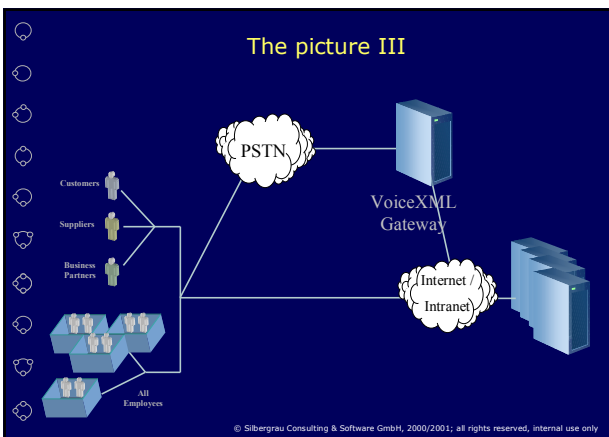 The picture III
PSTN
Customers
Suppliers
Business
Partners
VoiceXML
Gateway
Internet /
Intranet
All
Employees
© Silbergrau Consulting & Software GmbH, 2000/2001; all rights reserved, internal use only